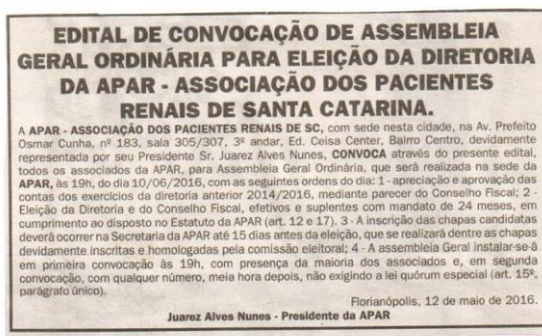 EDITAL DE CONVOCAÇÃO DE ASSEMBLEIA
GERAL ORDINÁRIA PARA ELEIÇÃO DA DIRETORIA
DA APAR - ASSOCIAÇÃO DOS PACIENTES
RENAIS DE SANTA CATARINA.
A APAR - ASSOCIAÇÃO DOS PACIENTES RENAIS DE SC, com sede nesta cidade, na Av. Prefeito
Osmar Cunha, nº 183, sala 305/307, 3º andar, Ed. Ceisa Center, Bairro Centro, devidamente
representada por seu Presidente Sr. Juarez Alves Nunes, CONVOCA através do presente edital,
todos os associados da APAR, para Assembleia Geral Ordinária, que será realizada na sede da
APAR, às 19h, do dia 10/06/2016, com as seguintes ordens do dia: 1 - apreciação e aprovação das
contas dos exercícios da diretoria anterior 2014/2016, mediante parecer do Conselho Fiscal; 2 -
Eleição da Diretoria e do Conselho Fiscal, efetivos e suplentes com mandato de 24 meses, em
cumprimento ao disposto no Estatuto da APAR (art. 12 e 17). 3 - A inscrição das chapas candidatas
deverá ocorrer na Secretaria da APAR até 15 dias antes da eleição, que se realizará dentre as chapas
devidamente inscritas e homologadas pela comissão eleitoral; 4 - A assembleia Geral instalar-se-á
em primeira convocação às 19h, com presença da maioria dos associados e, em segunda
convocação, com qualquer número, meia hora depois, não exigindo a lei quórum especial (art. 15º,
parágrafo único).
Florianópolis, 12 de maio de 2016.
Juarez Alves Nunes - Presidente da APAR